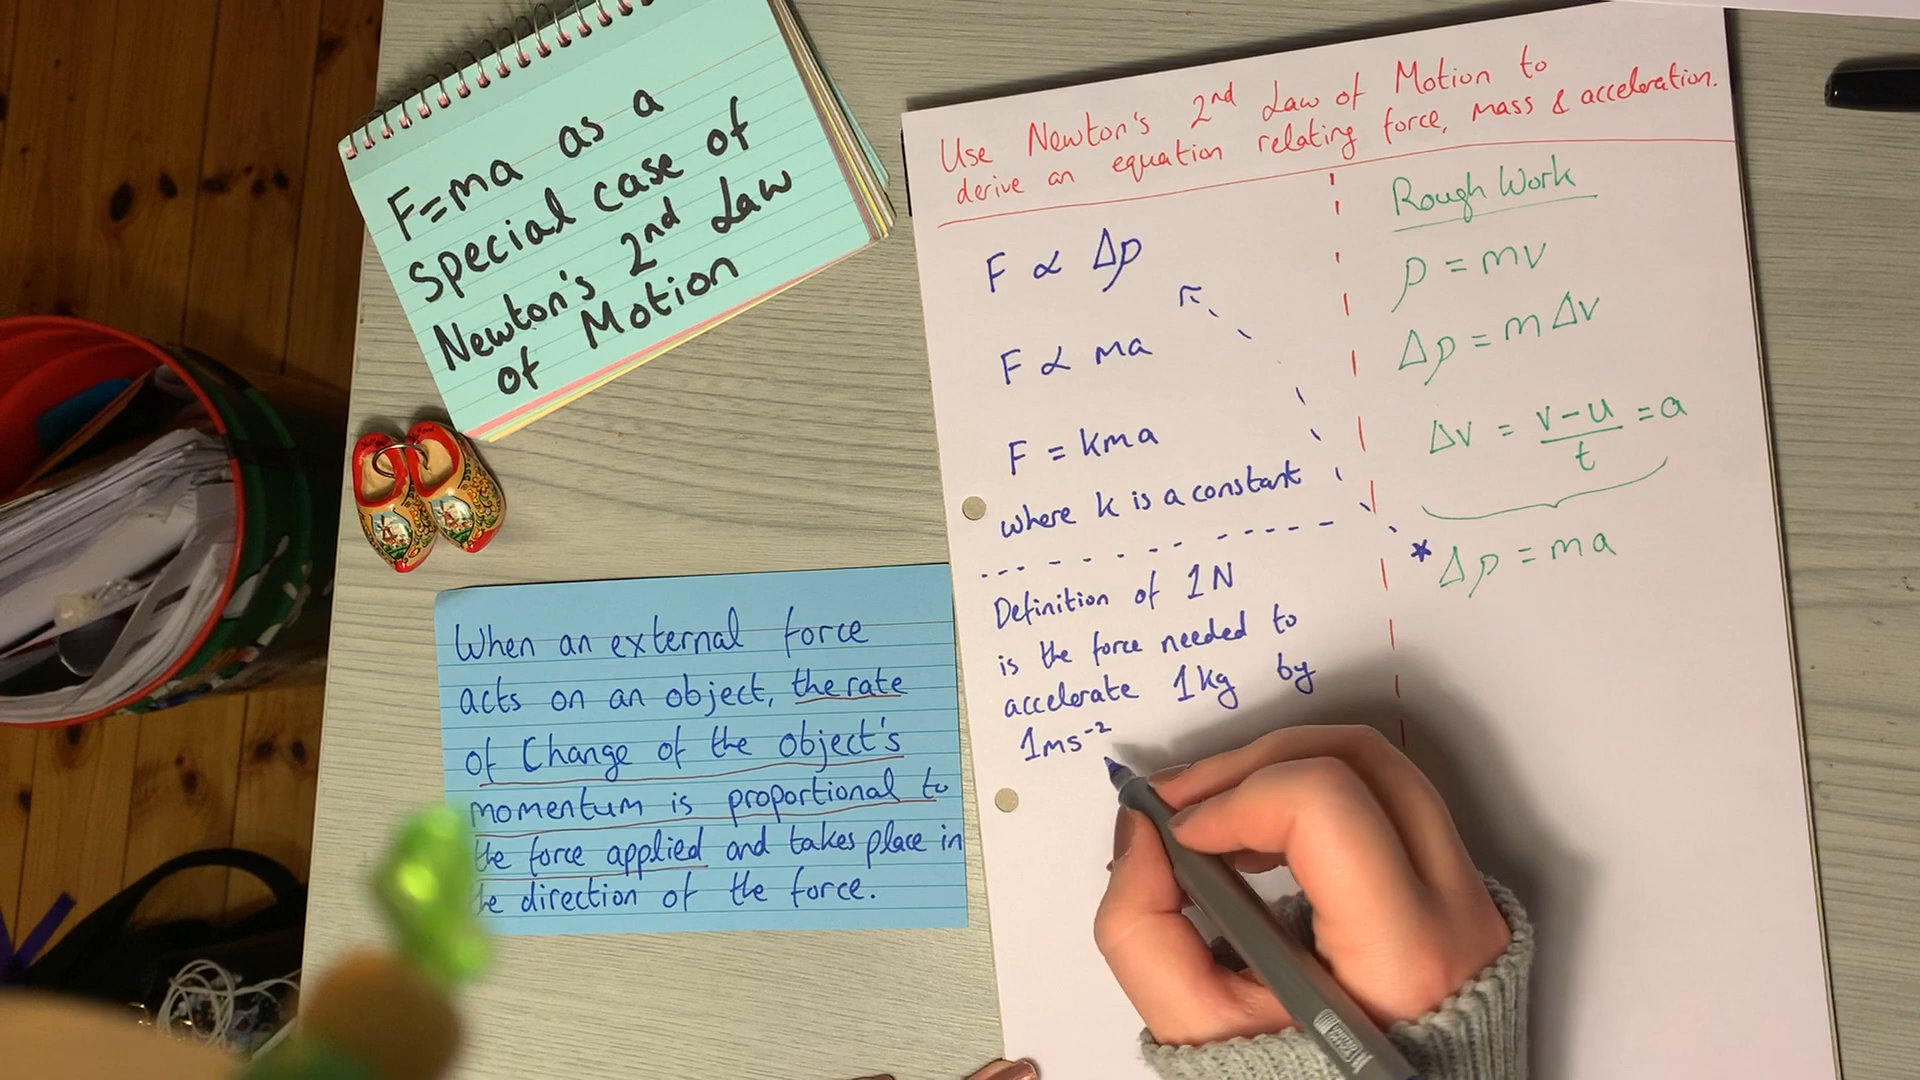 F=ma as a
special case of
Newton's 2nd Law
of Motion
When an external force
acts on an object, the rate
of change of the object's
momentum is proportional to
the force applied and takes place in
the direction of the force.
Use Newton's 2nd Law of Motion to
derive an equation relating force, mass & acceleration.
F ∝ Δp
F ∝ ma
F = kma
where k is a constant
Definition of 1N
is the force needed to
accelerate 1kg by
1ms⁻²
Rough Work
p = mv
Δp = mΔv
Δv = (v-u)/t = a
* Δp = ma